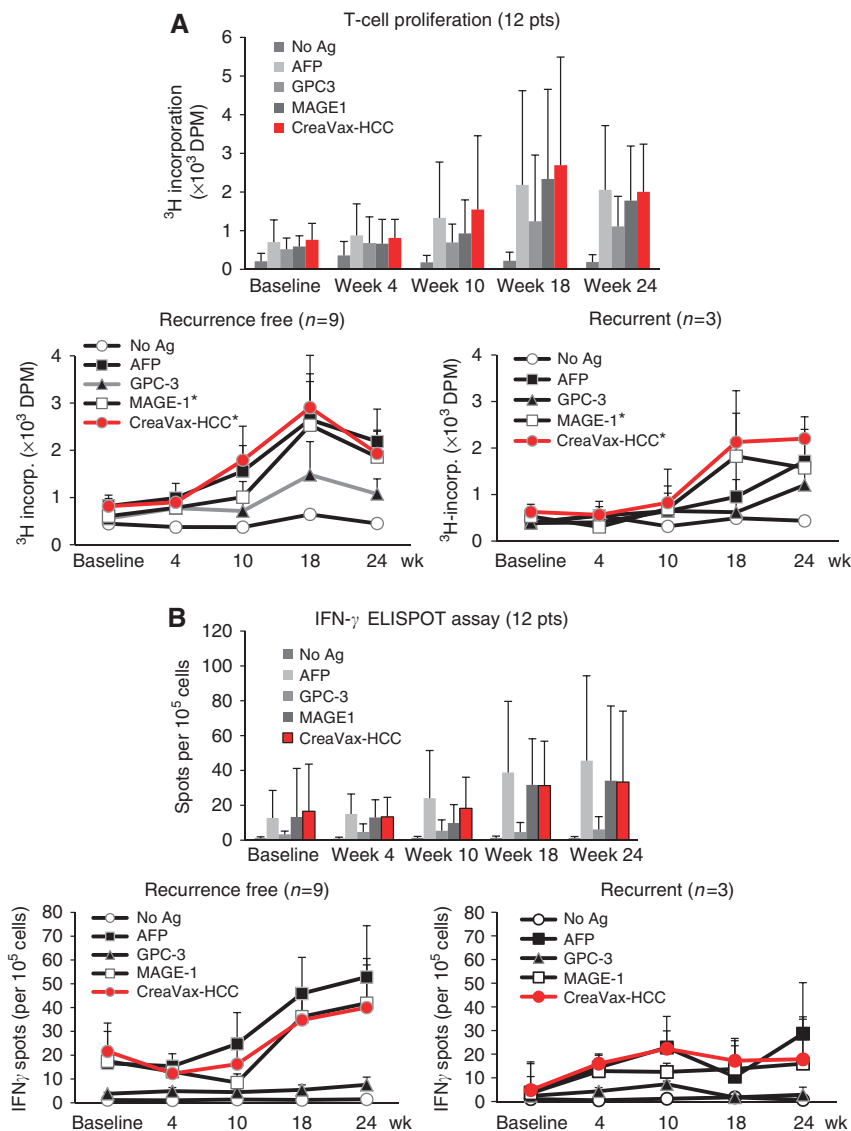 A
T-cell proliferation (12 pts)
³H incorporation
(×10³ DPM)
6
5
4
3
2
1
0
No Ag
AFP
GPC3
MAGE1
CreaVax-HCC
Baseline Week 4 Week 10 Week 18 Week 24
Recurrence free (n=9)
³H incorp. (×10³ DPM)
4
3
2
1
0
No Ag
AFP
GPC-3
MAGE-1*
CreaVax-HCC*
Baseline 4 10 18 24 wk
Recurrent (n=3)
³H-incorp. (×10³ DPM)
4
3
2
1
0
No Ag
AFP
GPC-3
MAGE-1*
CreaVax-HCC*
Baseline 4 10 18 24 wk
B
IFN-γ ELISPOT assay (12 pts)
Spots per 10⁵ cells
120
100
80
60
40
20
0
No Ag
AFP
GPC-3
MAGE1
CreaVax-HCC
Baseline Week 4 Week 10 Week 18 Week 24
Recurrence free (n=9)
IFNγ spots (per 10⁵ cells)
80
70
60
50
40
30
20
10
0
No Ag
AFP
GPC-3
MAGE-1
CreaVax-HCC
Baseline 4 10 18 24 wk
Recurrent (n=3)
IFNγ spots (per 10⁵ cells)
80
70
60
50
40
30
20
10
0
No Ag
AFP
GPC-3
MAGE-1
CreaVax-HCC
Baseline 4 10 18 24 wk